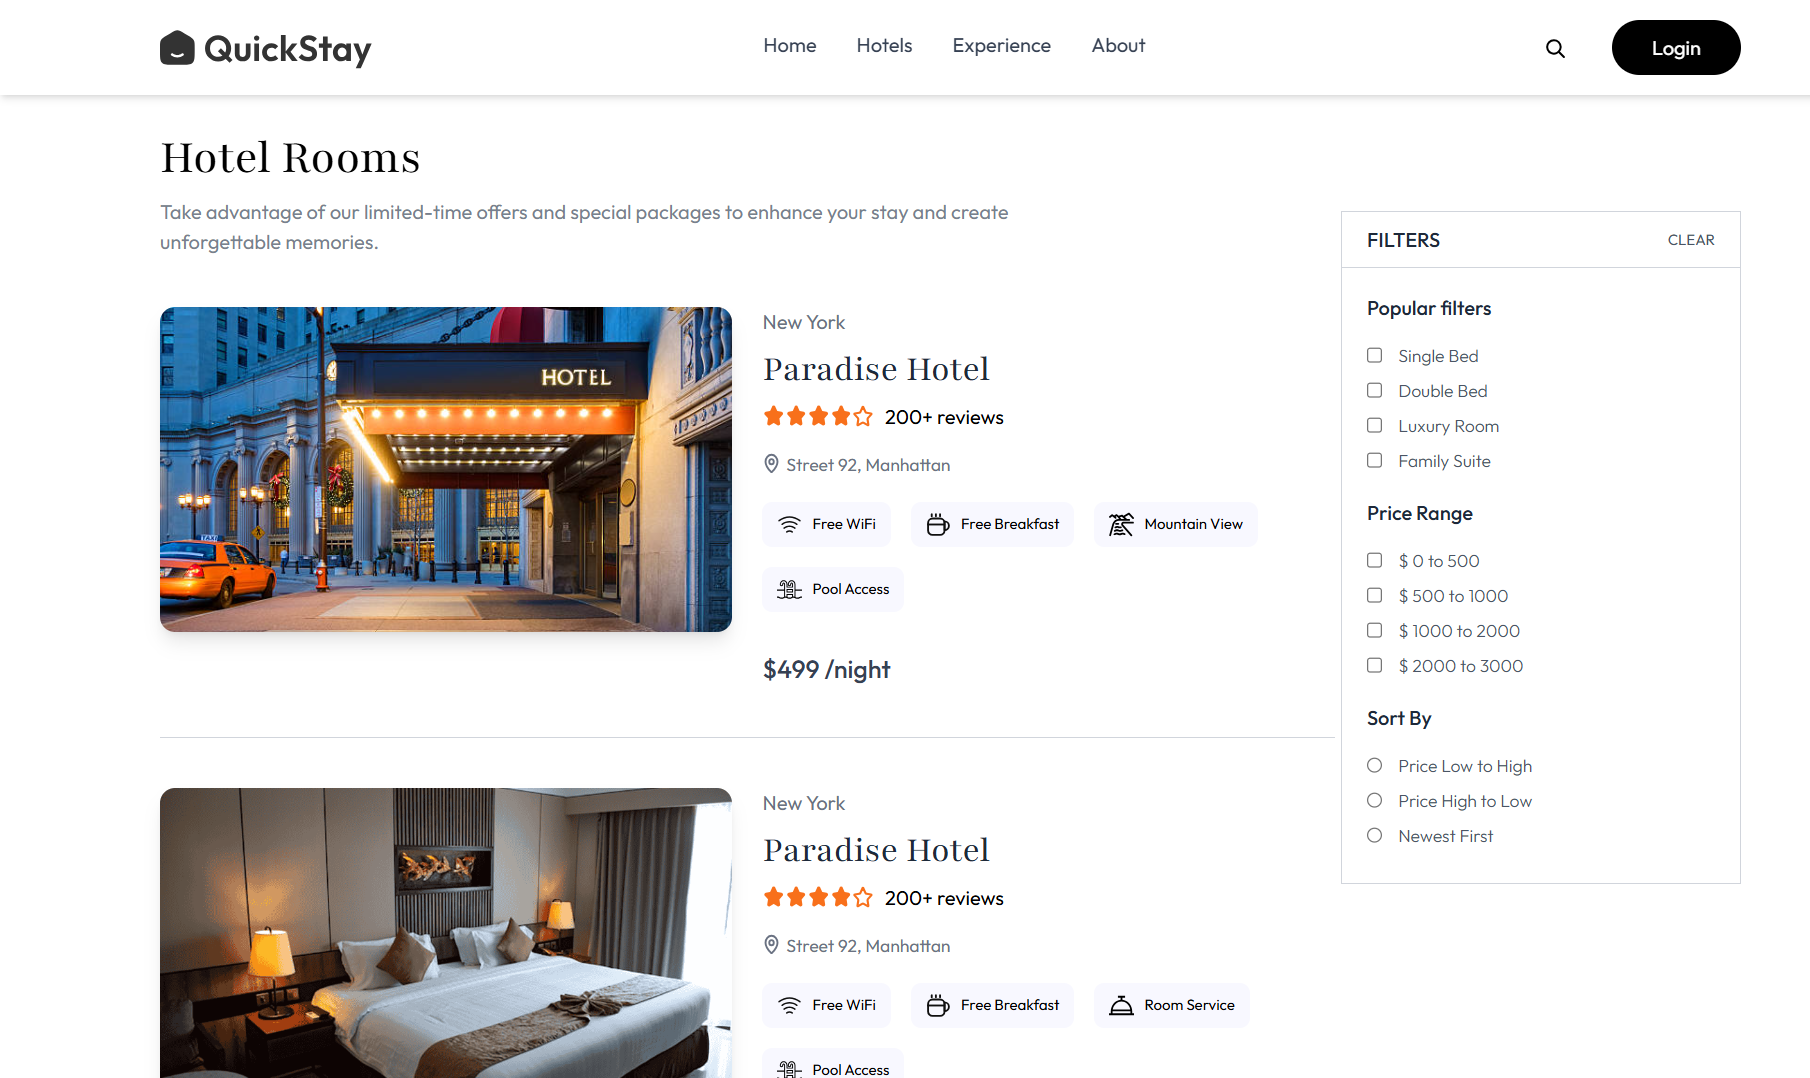 QuickStay
Home
Hotels
Experience
About
Login
Hotel Rooms
Take advantage of our limited-time offers and special packages to enhance your stay and create
unforgettable memories.
HOTEL
TAXI
New York
Paradise Hotel
200+ reviews
Street 92, Manhattan
Free WiFi
Free Breakfast
Mountain View
Pool Access
$499 /night
New York
Paradise Hotel
200+ reviews
Street 92, Manhattan
Free WiFi
Free Breakfast
Room Service
Pool Access
FILTERS
CLEAR
Popular filters
Single Bed
Double Bed
Luxury Room
Family Suite
Price Range
$ 0 to 500
$ 500 to 1000
$ 1000 to 2000
$ 2000 to 3000
Sort By
Price Low to High
Price High to Low
Newest First